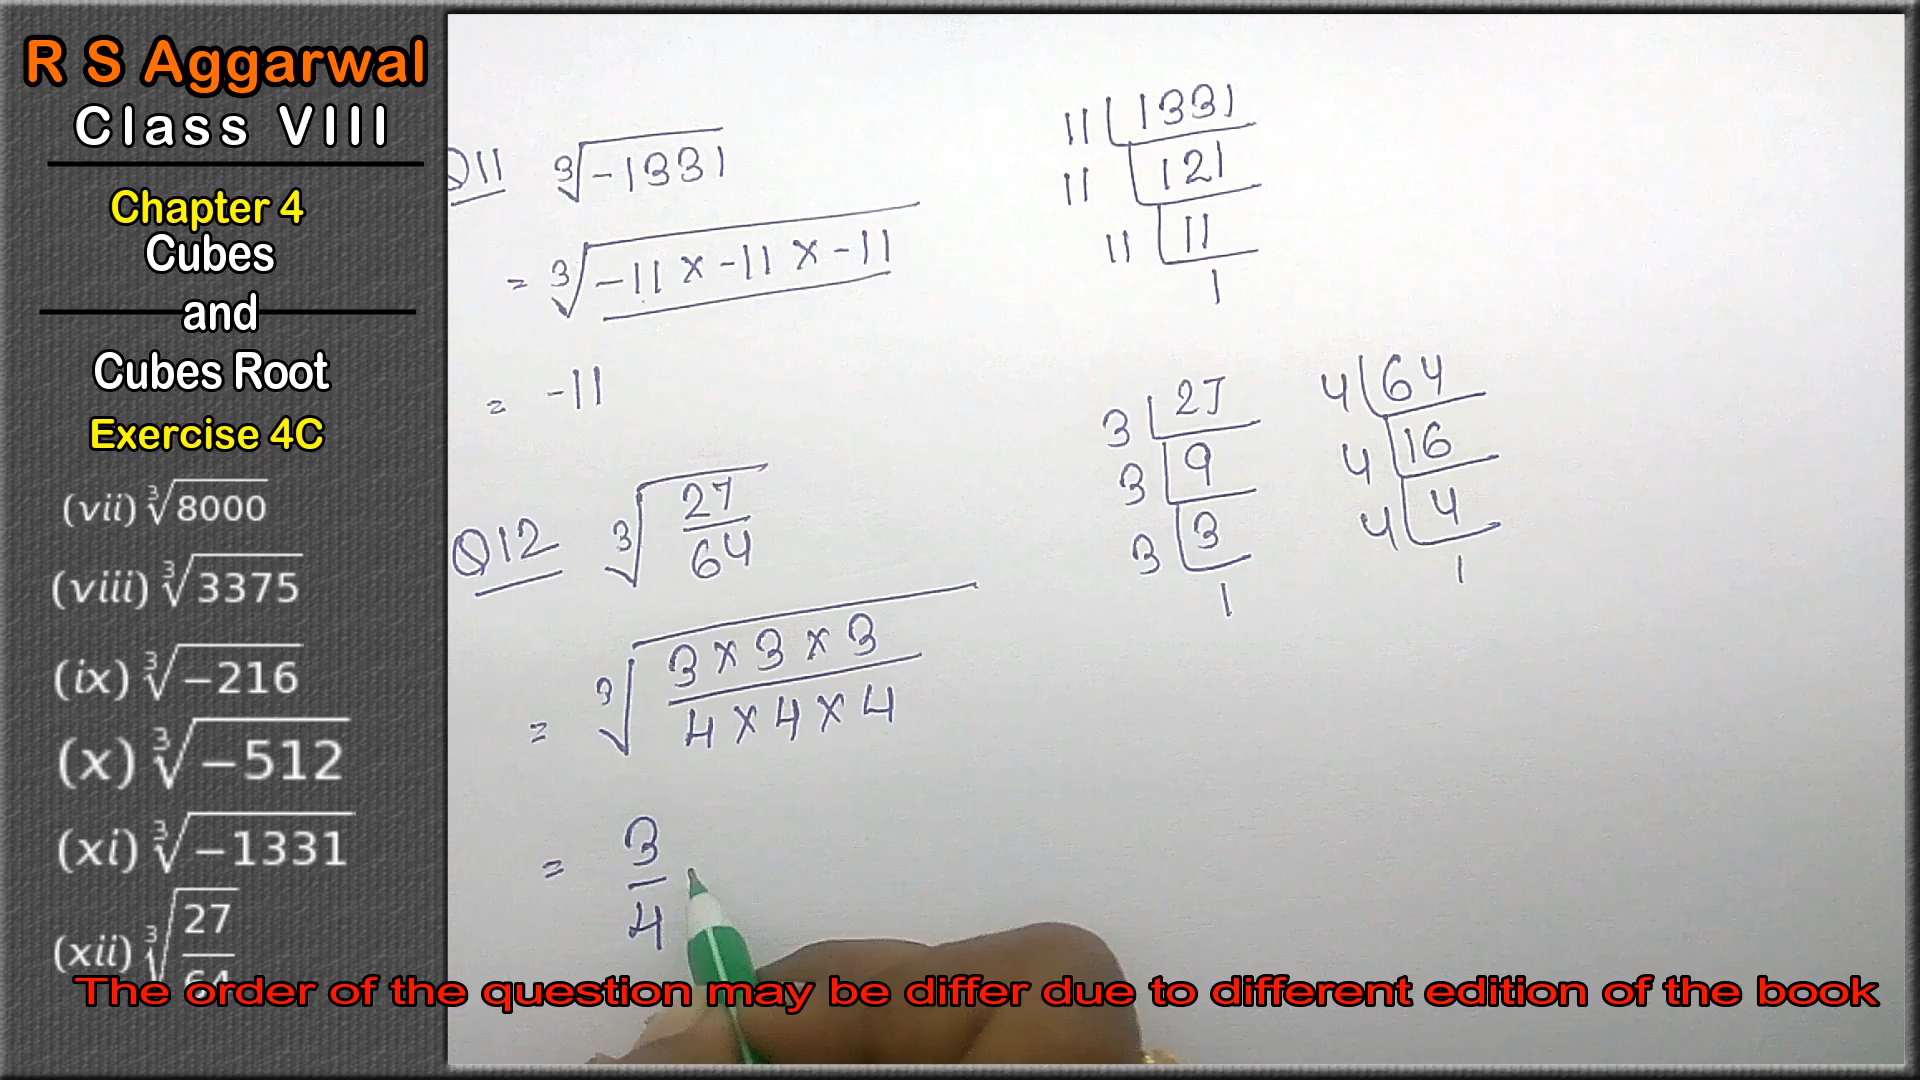 R S Aggarwal
Class VIII
Chapter 4
Cubes
and
Cubes Root
Exercise 4C
(vii) ∛8000
(viii) ∛3375
(ix) ∛-216
(x) ∛-512
(xi) ∛-1331
(xii) ∛27/64
Q11 ∛-1331
= ∛-11 x -11 x -11
= -11
11 | 1331
11 | 121
11 | 11
1
Q12 ∛27/64
= ∛3 x 3 x 3 / 4 x 4 x 4
= 3/4
3 | 27
3 | 9
3 | 3
1
4 | 64
4 | 16
4 | 4
1
The order of the question may be differ due to different edition of the book